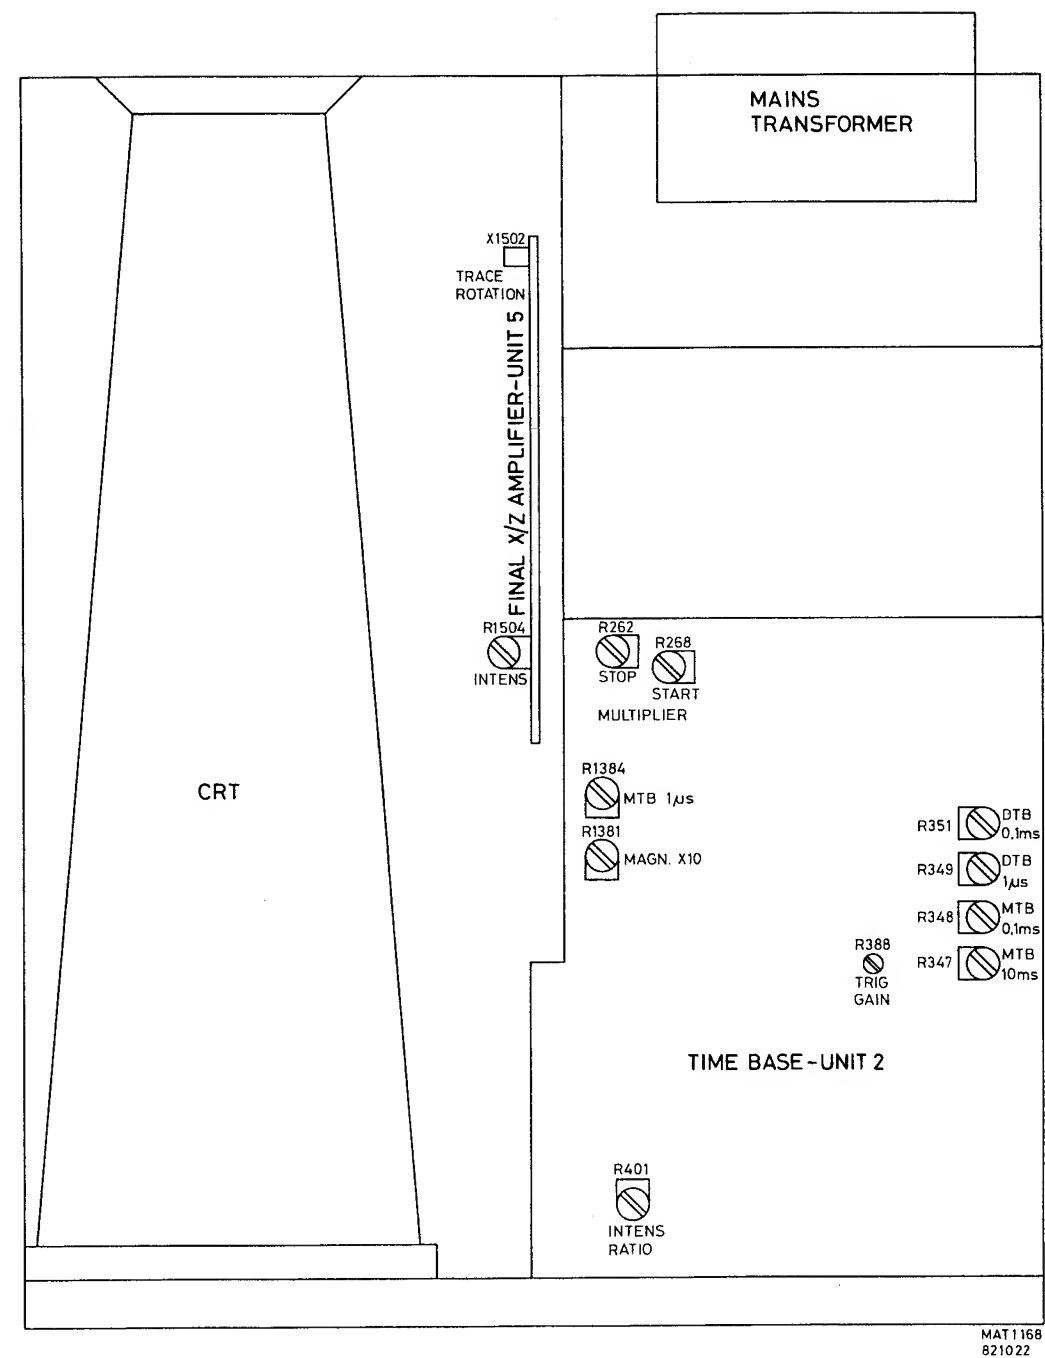 MAINS
TRANSFORMER
X1502
TRACE
ROTATION
FINAL X/Z AMPLIFIER-UNIT 5
R1504
INTENS
R262
STOP
R268
START
MULTIPLIER
R1384
MTB 1µs
R1381
MAGN. X10
CRT
R351
DTB
0,1ms
R349
DTB
1µs
R348
MTB
0,1ms
R388
TRIG
GAIN
R347
MTB
10ms
TIME BASE-UNIT 2
R401
INTENS
RATIO
MAT1168
821022